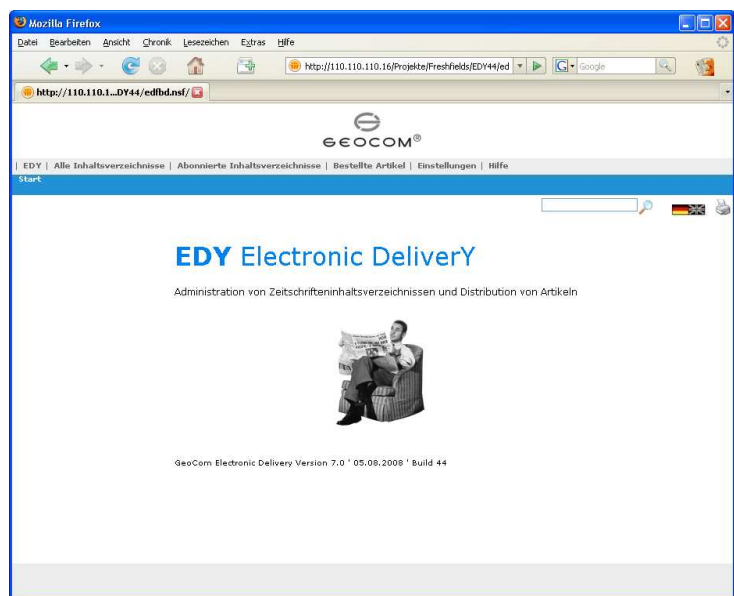 Mozilla Firefox
Datei Bearbeiten Ansicht Chronik Lesezeichen Extras Hilfe
http://110.110.110.16/Projekte/Freshfields/EDY44/ed
Google
http://110.110.1...DY44/edfbd.nsf/
GEOCOM®
| EDY | Alle Inhaltsverzeichnisse | Abonnierte Inhaltsverzeichnisse | Bestellte Artikel | Einstellungen | Hilfe
Start
EDY Electronic DeliverY
Administration von Zeitschrifteninhaltsverzeichnissen und Distribution von Artikeln
GeoCom Electronic Delivery Version 7.0 ' 05.08.2008 ' Build 44